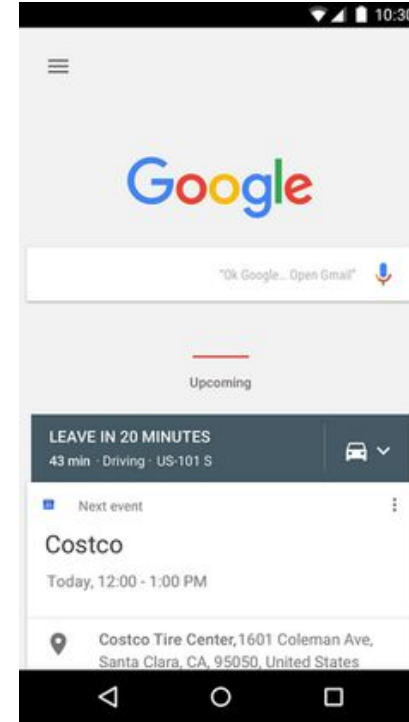 10:30
Google
"Ok Google... Open Gmail"
Upcoming
LEAVE IN 20 MINUTES
43 min · Driving · US-101 S
Next event
Costco
Today, 12:00 - 1:00 PM
Costco Tire Center, 1601 Coleman Ave,
Santa Clara, CA, 95050, United States